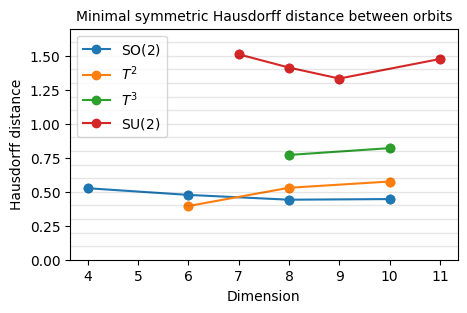 Minimal symmetric Hausdorff distance between orbits
Hausdorff distance
1.50
1.25
1.00
0.75
0.50
0.25
0.00
SO(2)
T²
T³
SU(2)
4 5 6 7 8 9 10 11
Dimension